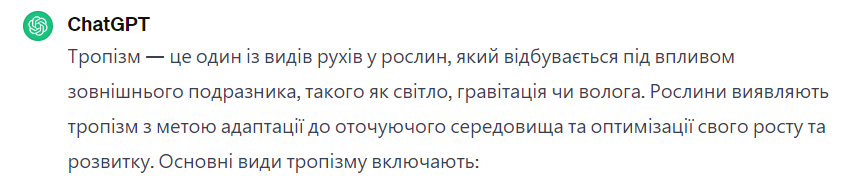 ChatGPT
Тропізм — це один із видів рухів у рослин, який відбувається під впливом
зовнішнього подразника, такого як світло, гравітація чи волога. Рослини виявляють
тропізм з метою адаптації до оточуючого середовища та оптимізації свого росту та
розвитку. Основні види тропізму включають: